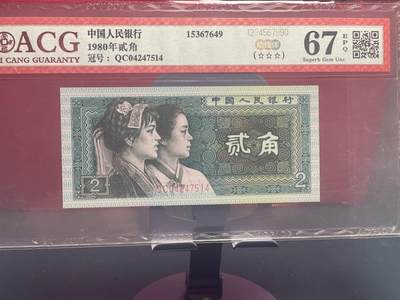 ACG
I CANG GUARANTY
中国人民银行
1980年贰角
冠号：QC04247514
15367649
1234567890
(☆☆☆)
67 EPQ
Superb Gem Unc
中国人民银行
贰角
QC04247514
2
2